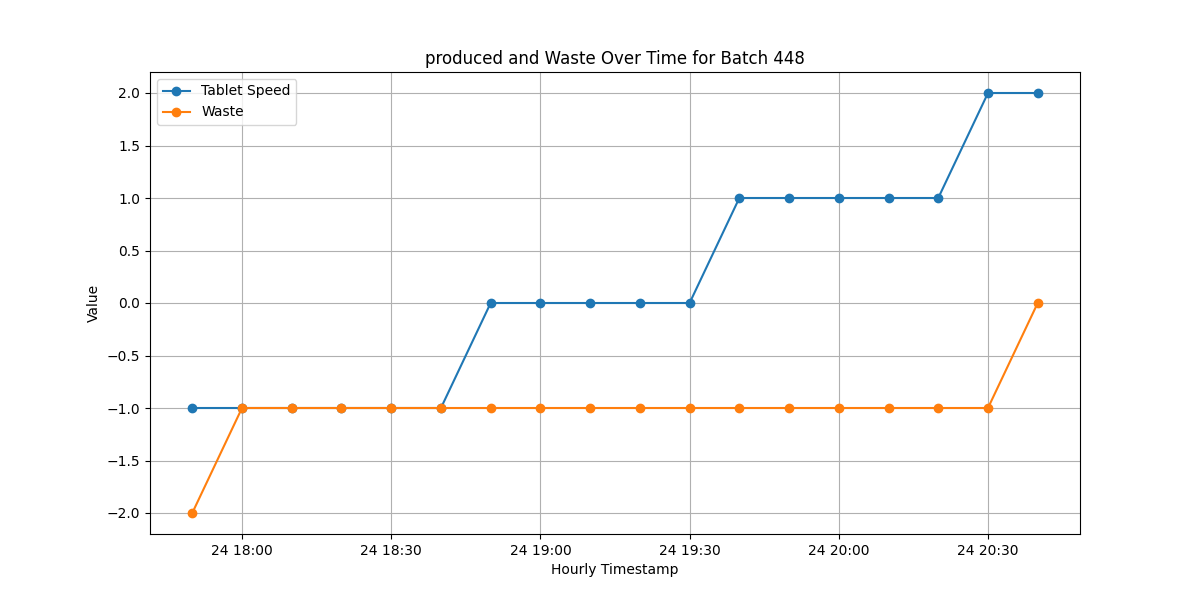 produced and Waste Over Time for Batch 448
Tablet Speed
Waste
2.0
1.5
1.0
0.5
0.0
−0.5
−1.0
−1.5
−2.0
Value
24 18:00 24 18:30 24 19:00 24 19:30 24 20:00 24 20:30
Hourly Timestamp